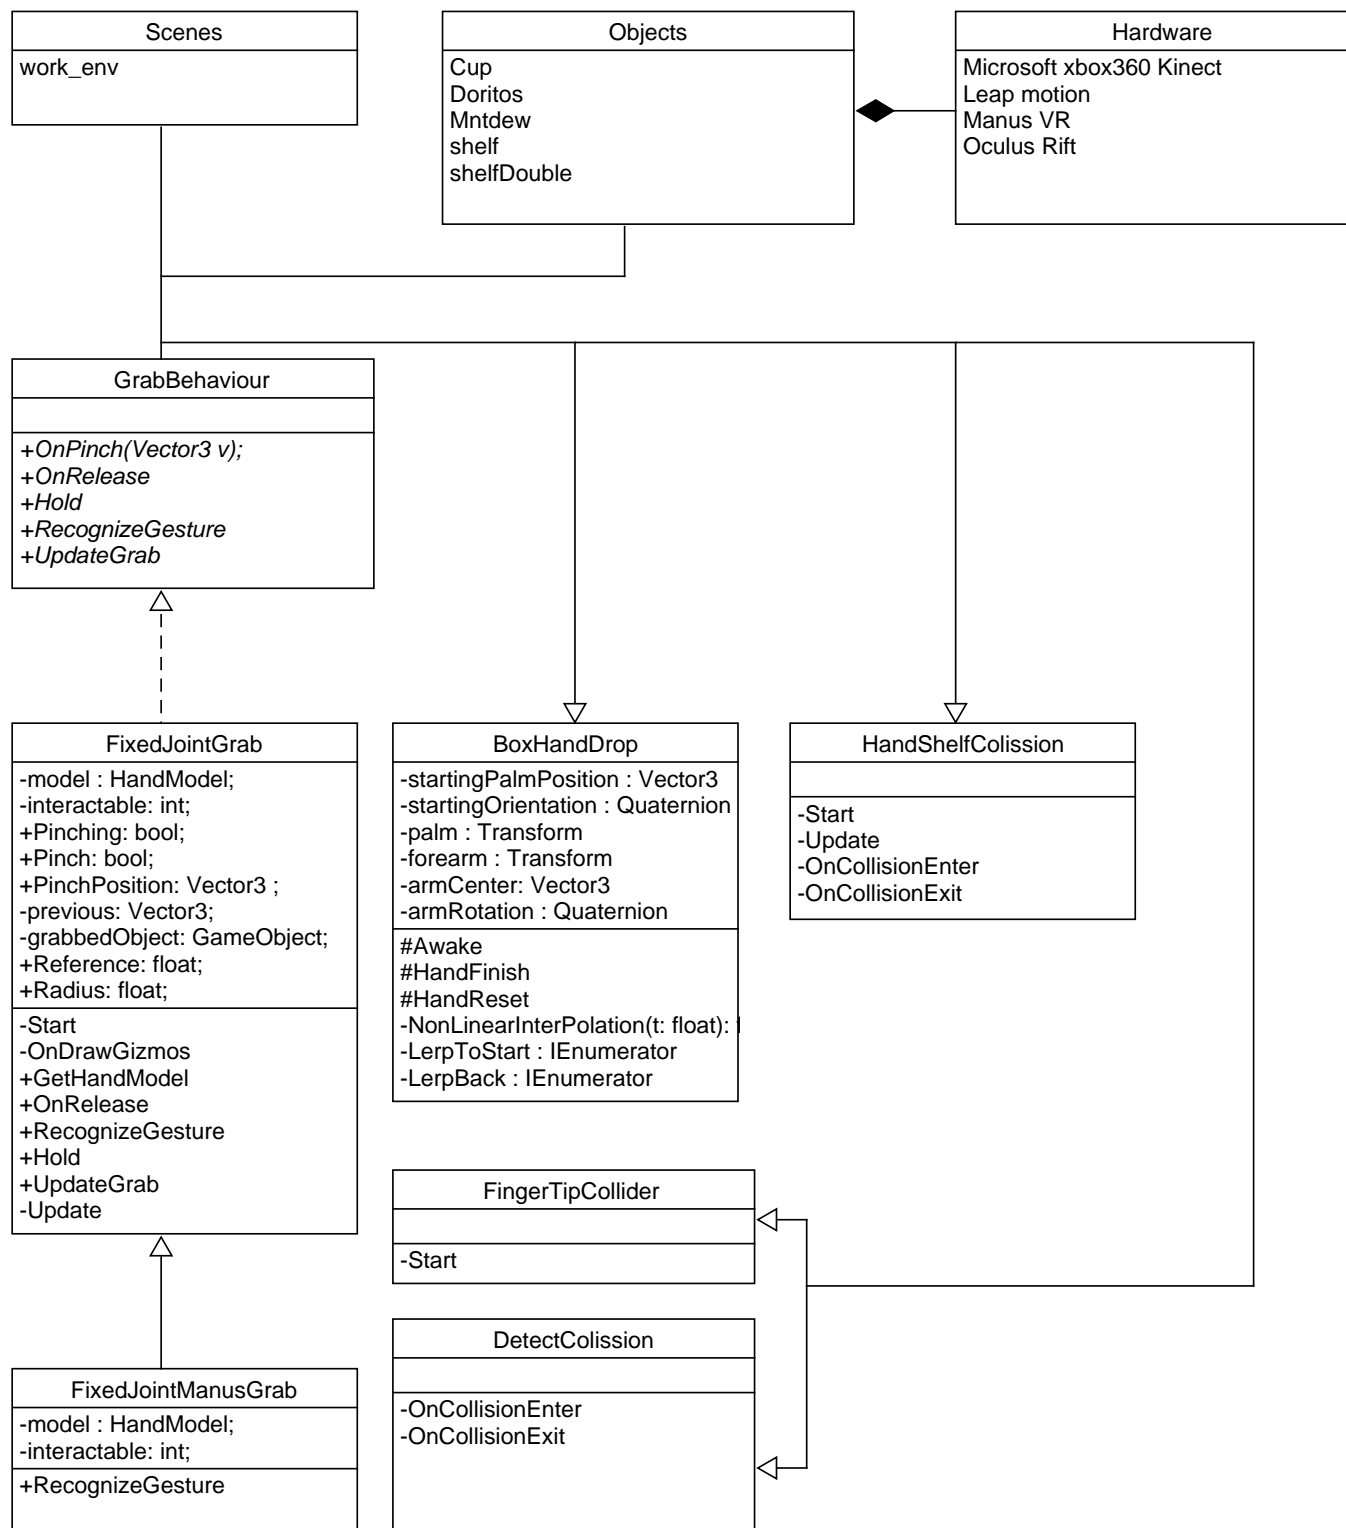 Scenes
work_env
Objects
Cup
Doritos
Mntdew
shelf
shelfDouble
Hardware
Microsoft xbox360 Kinect
Leap motion
Manus VR
Oculus Rift
GrabBehaviour
+OnPinch(Vector3 v);
+OnRelease
+Hold
+RecognizeGesture
+UpdateGrab
FixedJointGrab
-model : HandModel;
-interactable: int;
+Pinching: bool;
+Pinch: bool;
+PinchPosition: Vector3 ;
-previous: Vector3;
-grabbedObject: GameObject;
+Reference: float;
+Radius: float;
-Start
-OnDrawGizmos
+GetHandModel
+OnRelease
+RecognizeGesture
+Hold
+UpdateGrab
-Update
BoxHandDrop
-startingPalmPosition : Vector3
-startingOrientation : Quaternion
-palm : Transform
-forearm : Transform
-armCenter: Vector3
-armRotation : Quaternion
#Awake
#HandFinish
#HandReset
-NonLinearInterPolation(t: float):
-LerpToStart : IEnumerator
-LerpBack : IEnumerator
HandShelfColission
-Start
-Update
-OnCollisionEnter
-OnCollisionExit
FingerTipCollider
-Start
DetectColission
-OnCollisionEnter
-OnCollisionExit
FixedJointManusGrab
-model : HandModel;
-interactable: int;
+RecognizeGesture